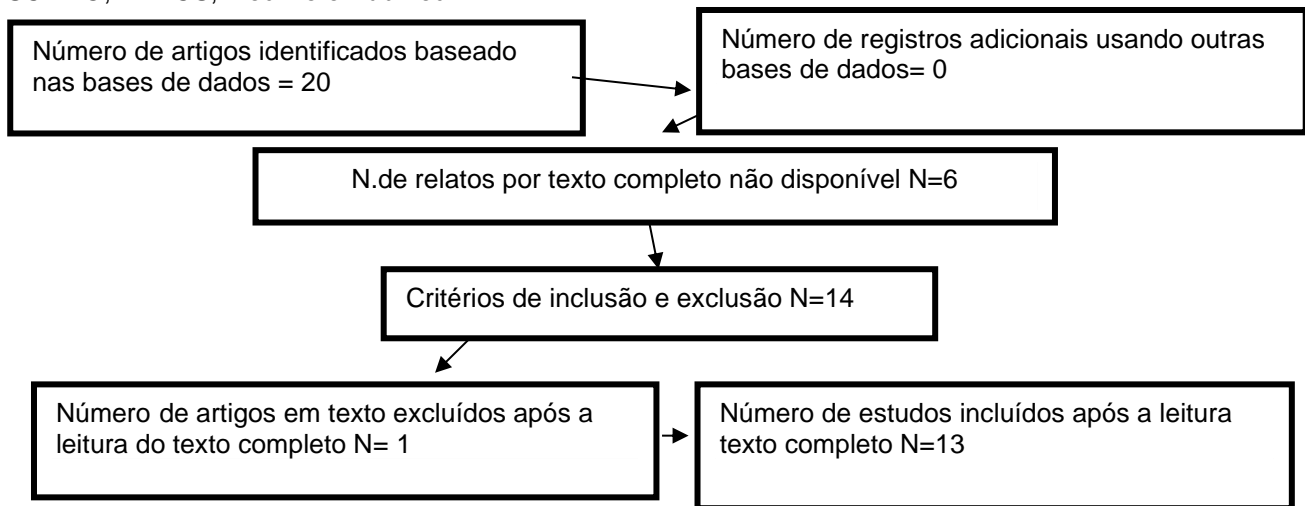 Número de artigos identificados baseado
nas bases de dados = 20
Número de registros adicionais usando outras
bases de dados= 0
N.de relatos por texto completo não disponível N=6
Critérios de inclusão e exclusão N=14
Número de artigos em texto excluídos após a
leitura do texto completo N= 1
Número de estudos incluídos após a leitura
texto completo N=13